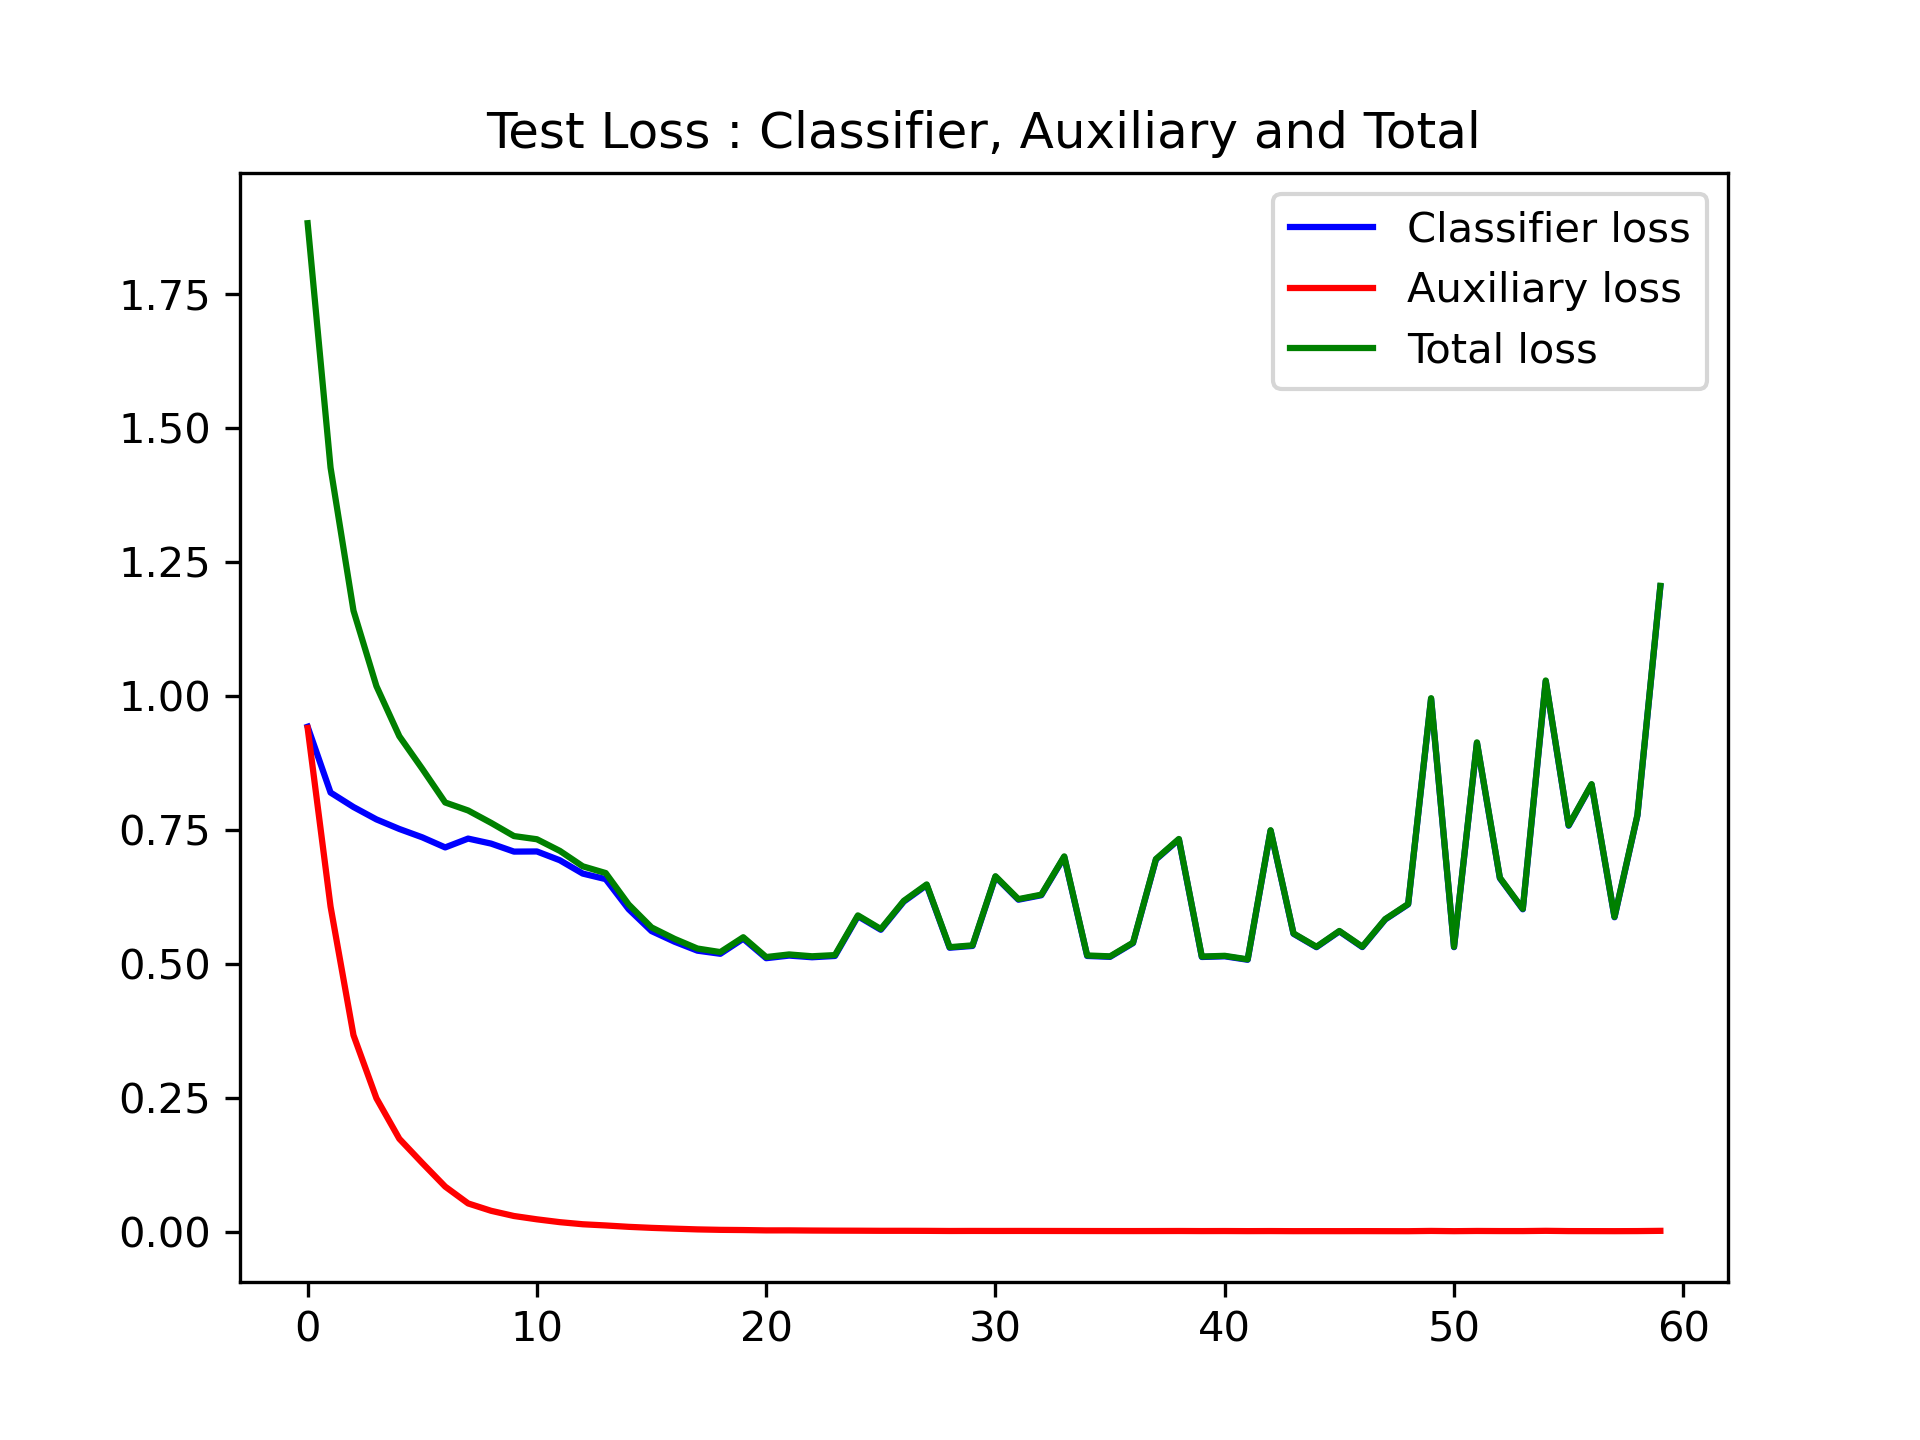 Test Loss : Classifier, Auxiliary and Total
Classifier loss
Auxiliary loss
Total loss
1.75
1.50
1.25
1.00
0.75
0.50
0.25
0.00
0 10 20 30 40 50 60